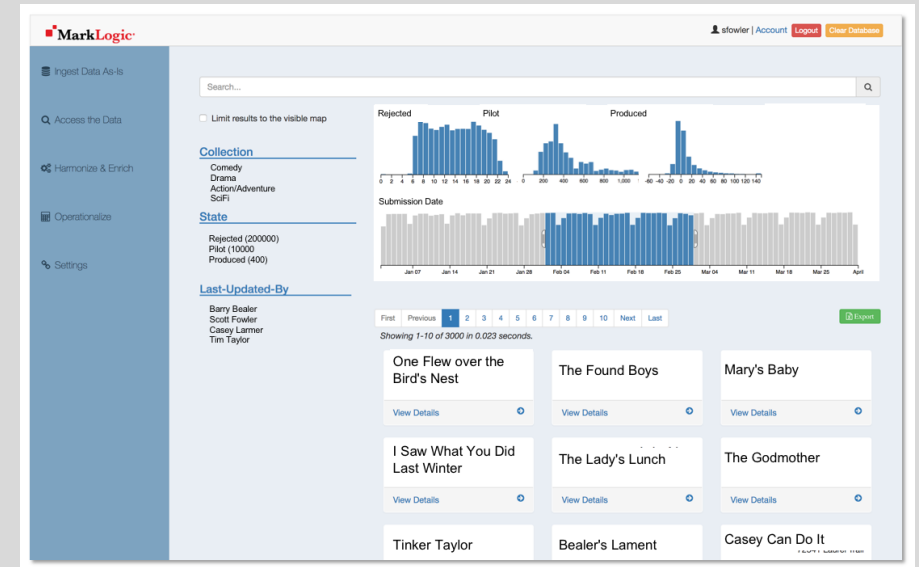 MarkLogic
sfowler | Account Logout Clear Database
Ingest Data As-Is
Access the Data
Harmonize & Enrich
Operationalize
Settings
Search...
Limit results to the visible map
Collection
Comedy
Drama
Action/Adventure
SciFi
State
Rejected (200000)
Pilot (10000
Produced (400)
Last-Updated-By
Barry Bealer
Scott Fowler
Casey Larmer
Tim Taylor
Rejected Pilot Produced
0 2 4 6 8 10 12 14 16 18 20 22 24 0 200 400 600 800 1,000 -60 -40 -20 0 20 40 60 80 100 120 140
Submission Date
Jan 07 Jan 14 Jan 21 Jan 28 Feb 04 Feb 11 Feb 18 Feb 25 Mar 04 Mar 11 Mar 18 Mar 25 April
First Previous 1 2 3 4 5 6 7 8 9 10 Next Last
Export
Showing 1-10 of 3000 in 0.023 seconds.
One Flew over the
Bird's Nest
The Found Boys
Mary's Baby
View Details View Details View Details
I Saw What You Did
Last Winter
The Lady's Lunch
The Godmother
View Details View Details View Details
Tinker Taylor
Bealer's Lament
Casey Can Do It